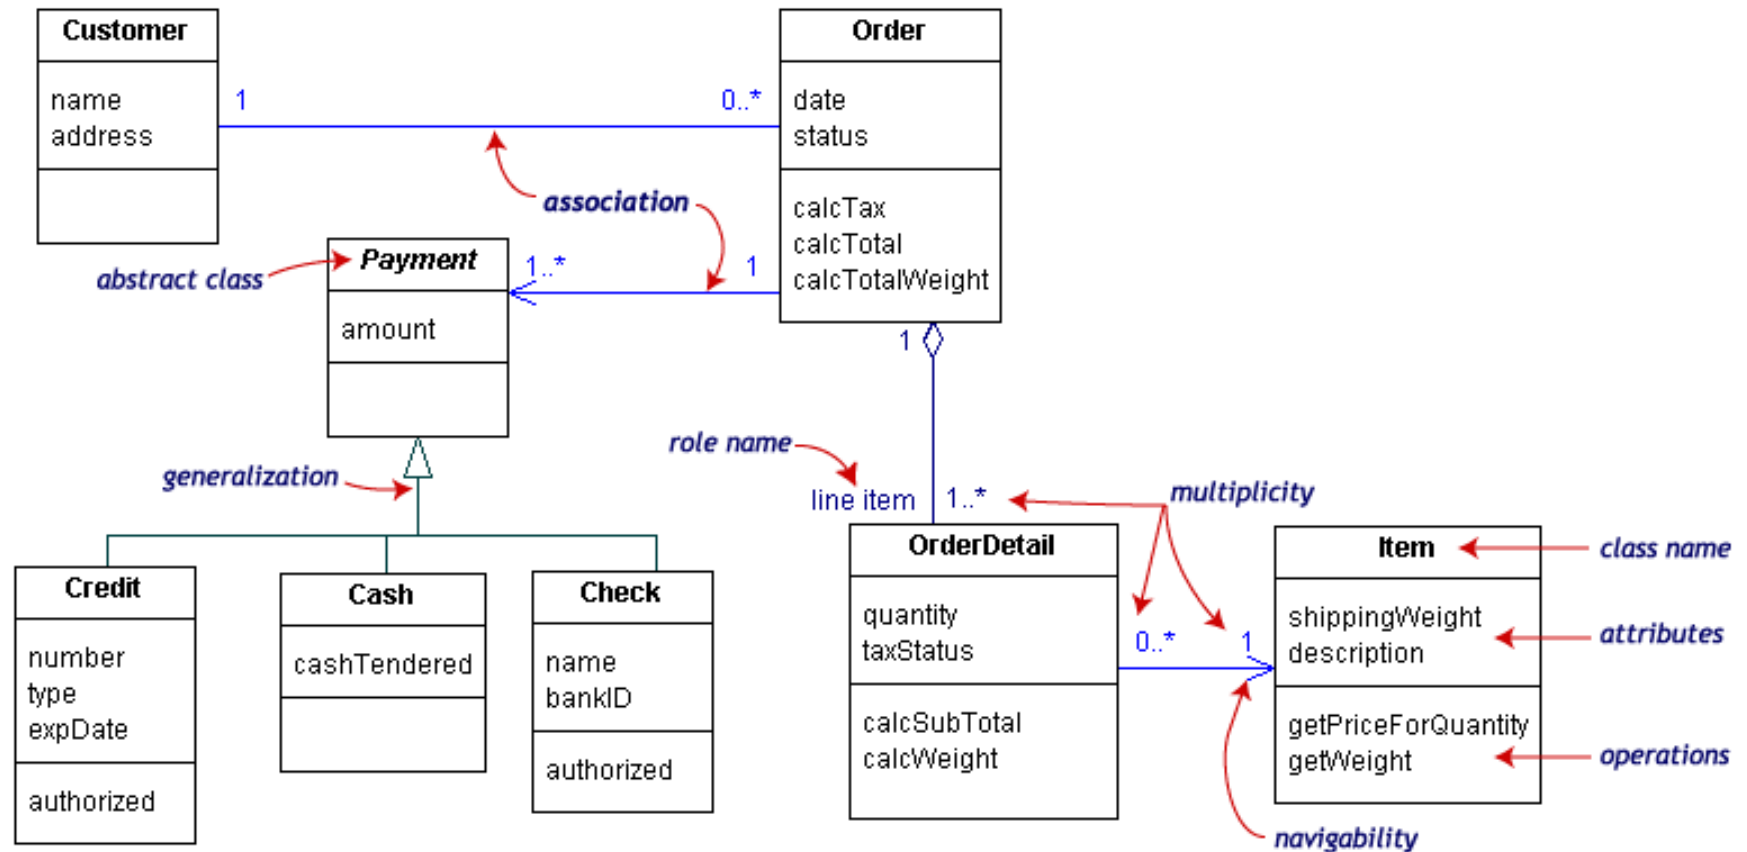 Customer
name
address
1
0..*
Order
date
status
calcTax
calcTotal
calcTotalWeight
association
abstract class
Payment
amount
1..*
1
1
generalization
role name
line item
1..*
multiplicity
Credit
number
type
expDate
authorized
Cash
cashTendered
Check
name
bankID
authorized
OrderDetail
quantity
taxStatus
calcSubTotal
calcWeight
0..*
1
Item
shippingWeight
description
getPriceForQuantity
getWeight
class name
attributes
operations
navigability